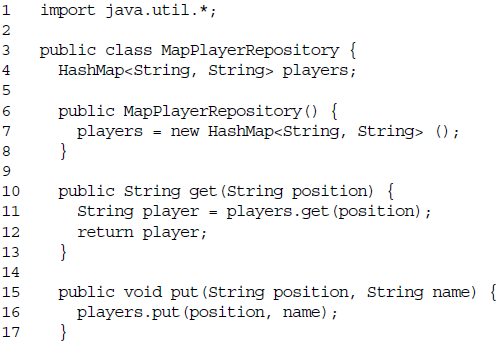 1 import java.util.*;
2
3 public class MapPlayerRepository {
4   HashMap<String, String> players;
5
6   public MapPlayerRepository() {
7     players = new HashMap<String, String> ();
8   }
9
10   public String get(String position) {
11     String player = players.get(position);
12     return player;
13   }
14
15   public void put(String position, String name) {
16     players.put(position, name);
17   }